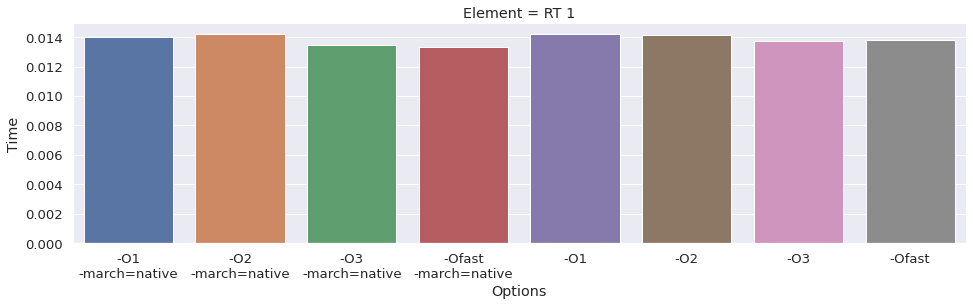 Element = RT 1
Time
0.014
0.012
0.010
0.008
0.006
0.004
0.002
0.000
-O1
-march=native
-O2
-march=native
-O3
-march=native
-Ofast
-march=native
-O1
-O2
-O3
-Ofast
Options